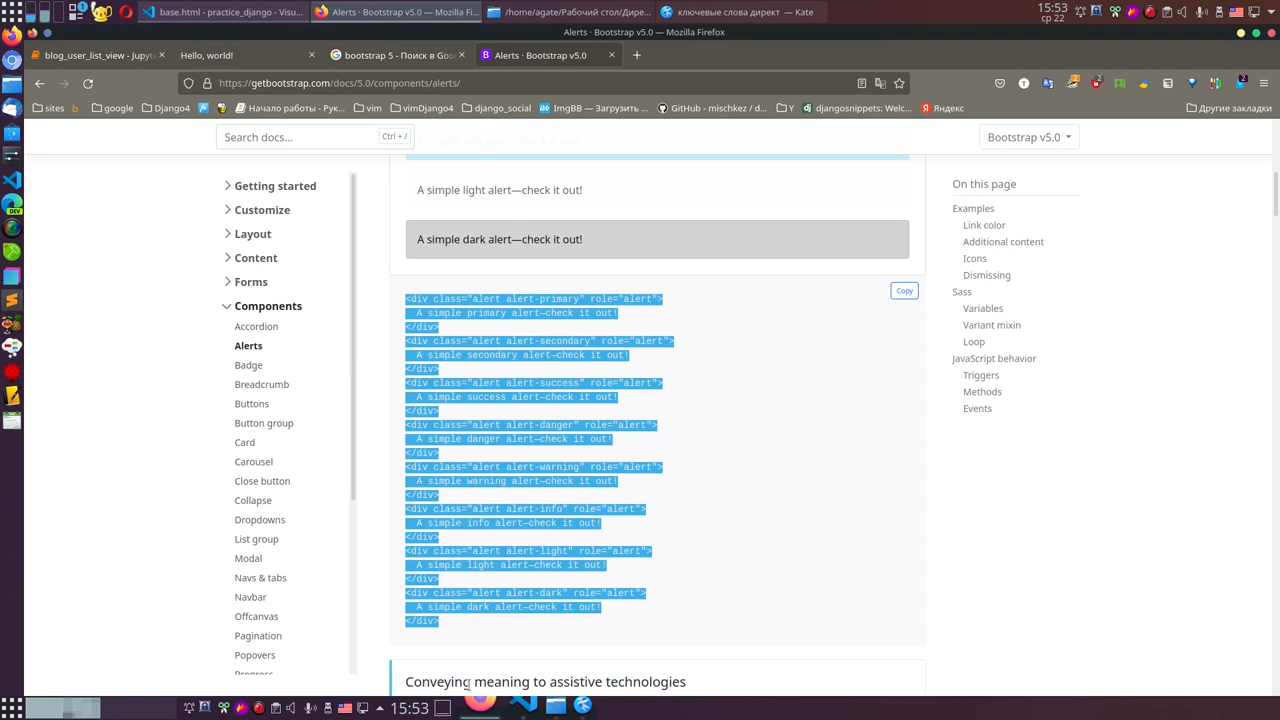 base.html - practice_django - Visu...
Alerts · Bootstrap v5.0 — Mozilla Fi...
/home/agate/Рабочий стол/Дире...
ключевые слова директ — Kate
15:53
ср 22
Alerts · Bootstrap v5.0 — Mozilla Firefox
blog_user_list_view - Jupyte
Hello, world!
bootstrap 5 - Поиск в Goo
Alerts · Bootstrap v5.0
https://getbootstrap.com/docs/5.0/components/alerts/
sites
google
Django4
Начало работы - Рук...
vim
vimDjango4
django_social
ImgBB — Загрузить ...
GitHub - mischkez / d...
Y
djangosnippets: Welc...
Яндекс
Другие закладки
Search docs...
Ctrl + /
Bootstrap v5.0
Getting started
Customize
Layout
Content
Forms
Components
Accordion
Alerts
Badge
Breadcrumb
Buttons
Button group
Card
Carousel
Close button
Collapse
Dropdowns
List group
Modal
Navs & tabs
Navbar
Offcanvas
Pagination
Popovers
Progress
A simple light alert—check it out!
A simple dark alert—check it out!
Copy
<div class="alert alert-primary" role="alert">
A simple primary alert—check it out!
</div>
<div class="alert alert-secondary" role="alert">
A simple secondary alert—check it out!
</div>
<div class="alert alert-success" role="alert">
A simple success alert—check it out!
</div>
<div class="alert alert-danger" role="alert">
A simple danger alert—check it out!
</div>
<div class="alert alert-warning" role="alert">
A simple warning alert—check it out!
</div>
<div class="alert alert-info" role="alert">
A simple info alert—check it out!
</div>
<div class="alert alert-light" role="alert">
A simple light alert—check it out!
</div>
<div class="alert alert-dark" role="alert">
A simple dark alert—check it out!
</div>
Conveying meaning to assistive technologies
On this page
Examples
Link color
Additional content
Icons
Dismissing
Sass
Variables
Variant mixin
Loop
JavaScript behavior
Triggers
Methods
Events
15:53